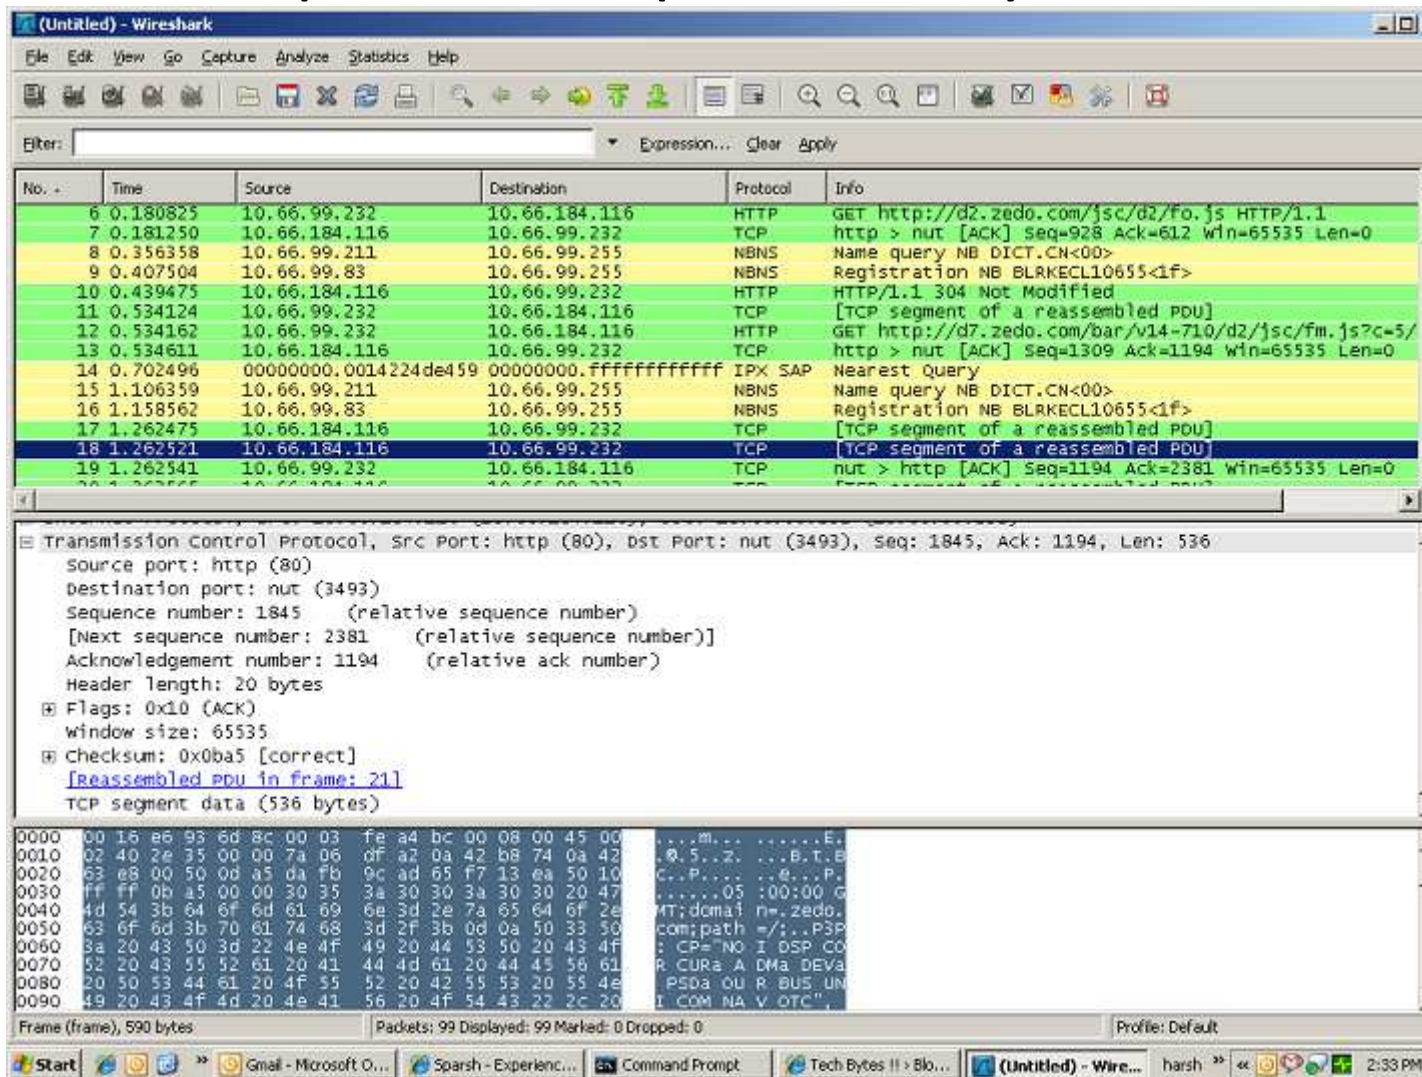 (Untitled) - Wireshark
File Edit View Go Capture Analyze Statistics Help
Filter: Expression... Clear Apply
No. Time Source Destination Protocol Info
6 0.180825 10.66.99.232 10.66.184.116 HTTP GET http://d2.zedo.com/jsc/d2/fo.js HTTP/1.1
7 0.181250 10.66.184.116 10.66.99.232 TCP http > nut [ACK] Seq=928 Ack=612 Win=65535 Len=0
8 0.356358 10.66.99.211 10.66.99.255 NBNS Name query NB DICT.CN<00>
9 0.407504 10.66.99.83 10.66.99.255 NBNS Registration NB BLRKECL10655<1f>
10 0.439475 10.66.184.116 10.66.99.232 HTTP HTTP/1.1 304 Not Modified
11 0.534124 10.66.99.232 10.66.184.116 TCP [TCP segment of a reassembled PDU]
12 0.534162 10.66.99.232 10.66.184.116 HTTP GET http://d7.zedo.com/bar/v14-710/d2/jsc/fm.js?c=5/
13 0.534611 10.66.184.116 10.66.99.232 TCP http > nut [ACK] Seq=1309 Ack=1194 Win=65535 Len=0
14 0.702496 00000000.0014224de459 00000000.ffffffffffff IPX SAP Nearest Query
15 1.106359 10.66.99.211 10.66.99.255 NBNS Name query NB DICT.CN<00>
16 1.158562 10.66.99.83 10.66.99.255 NBNS Registration NB BLRKECL10655<1f>
17 1.262475 10.66.184.116 10.66.99.232 TCP [TCP segment of a reassembled PDU]
18 1.262521 10.66.184.116 10.66.99.232 TCP [TCP segment of a reassembled PDU]
19 1.262541 10.66.99.232 10.66.184.116 TCP nut > http [ACK] Seq=1194 Ack=2381 Win=65535 Len=0
Transmission Control Protocol, Src Port: http (80), Dst Port: nut (3493), Seq: 1845, Ack: 1194, Len: 536
Source port: http (80)
Destination port: nut (3493)
Sequence number: 1845 (relative sequence number)
[Next sequence number: 2381 (relative sequence number)]
Acknowledgement number: 1194 (relative ack number)
Header length: 20 bytes
Flags: 0x10 (ACK)
Window size: 65535
Checksum: 0x0ba5 [correct]
[Reassembled PDU in frame: 21]
TCP segment data (536 bytes)
0000 00 16 e6 93 6d 8c 00 03 fe a4 bc 00 08 00 45 00 ....m... ......E.
0010 02 40 2e 35 00 00 7a 06 df a2 0a 42 b8 74 0a 42 .@.5..z. ...B.t.B
0020 63 e8 00 50 0d a5 da fb 9c ad 65 f7 13 ea 50 10 c..P.... ..e...P.
0030 ff ff 0b a5 00 00 30 35 3a 30 30 3a 30 30 20 47 ......05 :00:00 G
0040 4d 54 3b 64 6f 6d 61 69 6e 3d 2e 7a 65 64 6f 2e MT;domai n=.zedo.
0050 63 6f 6d 3b 70 61 74 68 3d 2f 3b 0d 0a 50 33 50 com;path =/;..P3P
0060 3a 20 43 50 3d 22 4e 4f 49 20 44 53 50 20 43 4f : CP="NO I DSP CO
0070 52 20 43 55 52 61 20 41 44 4d 61 20 44 45 56 61 R CURa A DMa DEVa
0080 20 50 53 44 61 20 4f 55 52 20 42 55 53 20 55 4e PSDa OU R BUS UN
0090 49 20 43 4f 4d 20 4e 41 56 20 4f 54 43 22 2c 20 I COM NA V OTC",
Frame (frame), 590 bytes Packets: 99 Displayed: 99 Marked: 0 Dropped: 0 Profile: Default
Start Gmail - Microsoft O... Sparsh - Experienc... Command Prompt Tech Bytes !! > Blo... (Untitled) - Wire... harsh 2:33 PM